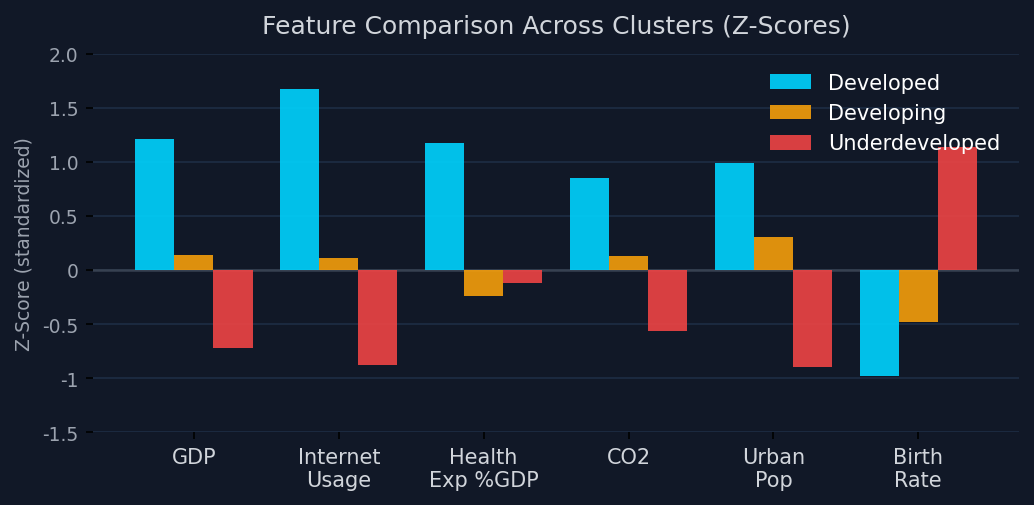 Feature Comparison Across Clusters (Z-Scores)
Z-Score (standardized)
2.0
1.5
1.0
0.5
0
-0.5
-1
-1.5
Developed
Developing
Underdeveloped
GDP
Internet
Usage
Health
Exp %GDP
CO2
Urban
Pop
Birth
Rate